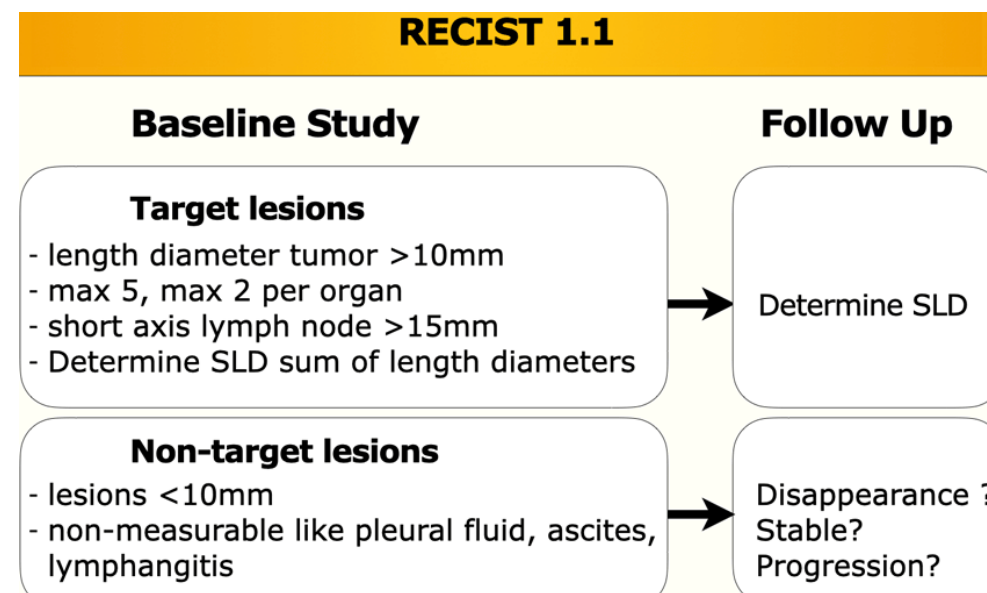 RECIST 1.1
Baseline Study
Follow Up
Target lesions
- length diameter tumor >10mm
- max 5, max 2 per organ
- short axis lymph node >15mm
- Determine SLD sum of length diameters
Determine SLD
Non-target lesions
- lesions <10mm
- non-measurable like pleural fluid, ascites,
lymphangitis
Disappearance ?
Stable?
Progression?